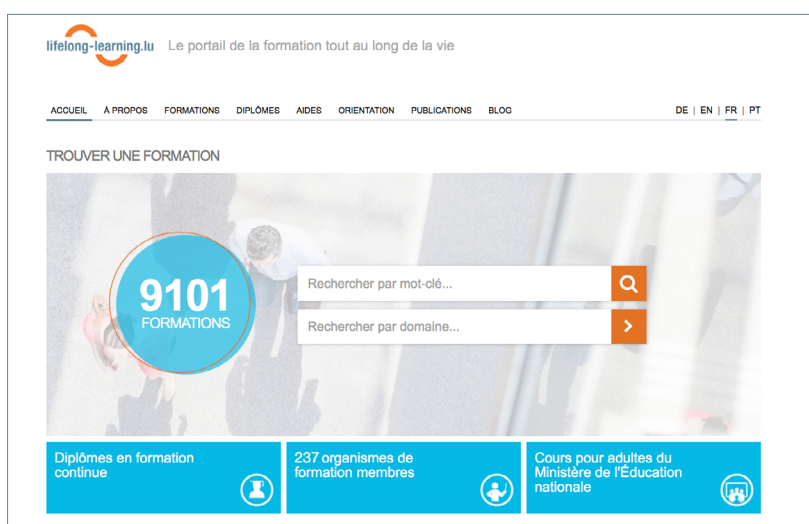 lifelong-learning.lu Le portail de la formation tout au long de la vie
ACCUEIL À PROPOS FORMATIONS DIPLÔMES AIDES ORIENTATION PUBLICATIONS BLOG DE | EN | FR | PT
TROUVER UNE FORMATION
9101
FORMATIONS
Rechercher par mot-clé...
Rechercher par domaine...
Diplômes en formation
continue
237 organismes de
formation membres
Cours pour adultes du
Ministère de l'Éducation
nationale